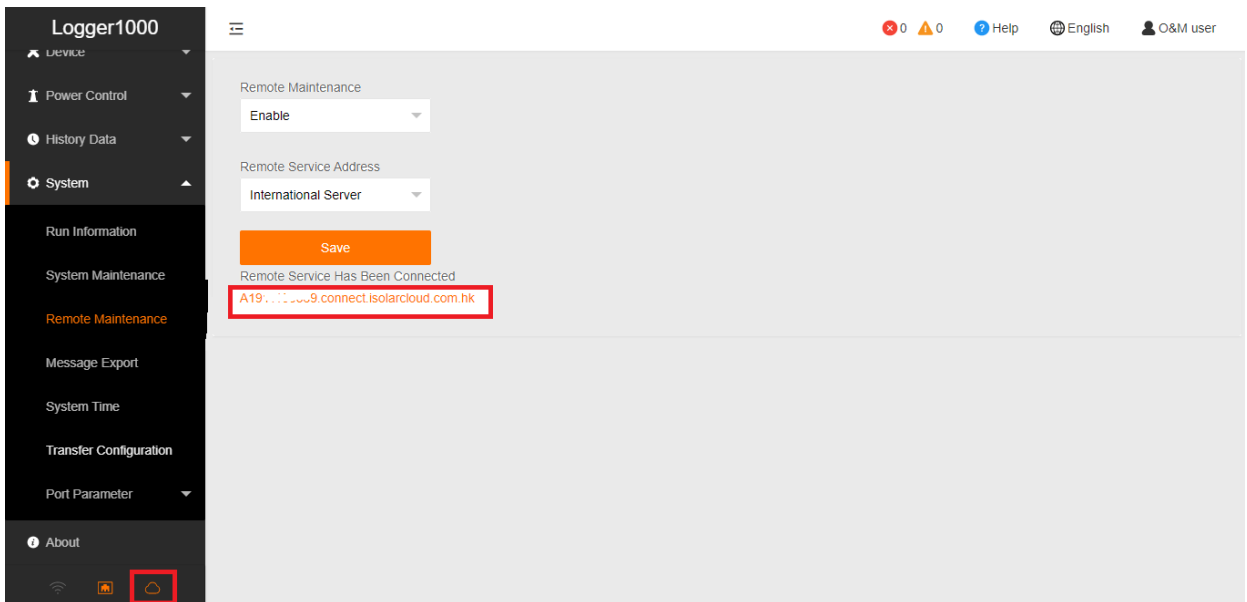 Logger1000
0 0 Help English O&M user
Device
Power Control
History Data
System
Run Information
System Maintenance
Remote Maintenance
Message Export
System Time
Transfer Configuration
Port Parameter
About
Remote Maintenance
Enable
Remote Service Address
International Server
Save
Remote Service Has Been Connected
.connect.isolarcloud.com.hk